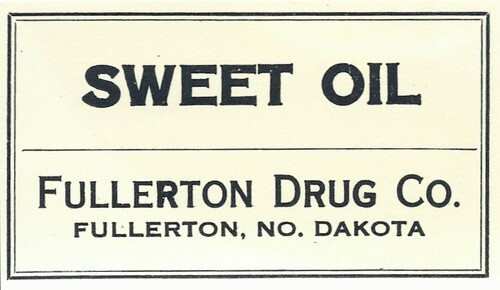 SWEET OIL
FULLERTON DRUG CO.
FULLERTON, NO. DAKOTA